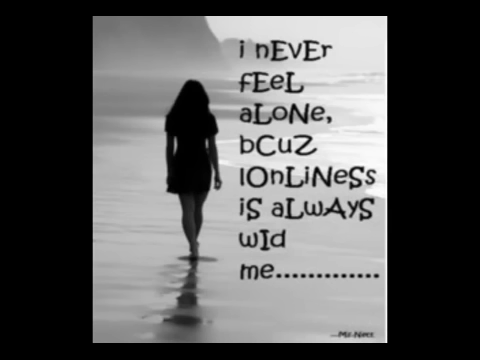 i nEvEr
fEeL
aLoNe,
bCuZ
lOnLiNeSs
iS aLwAyS
wId
me.............